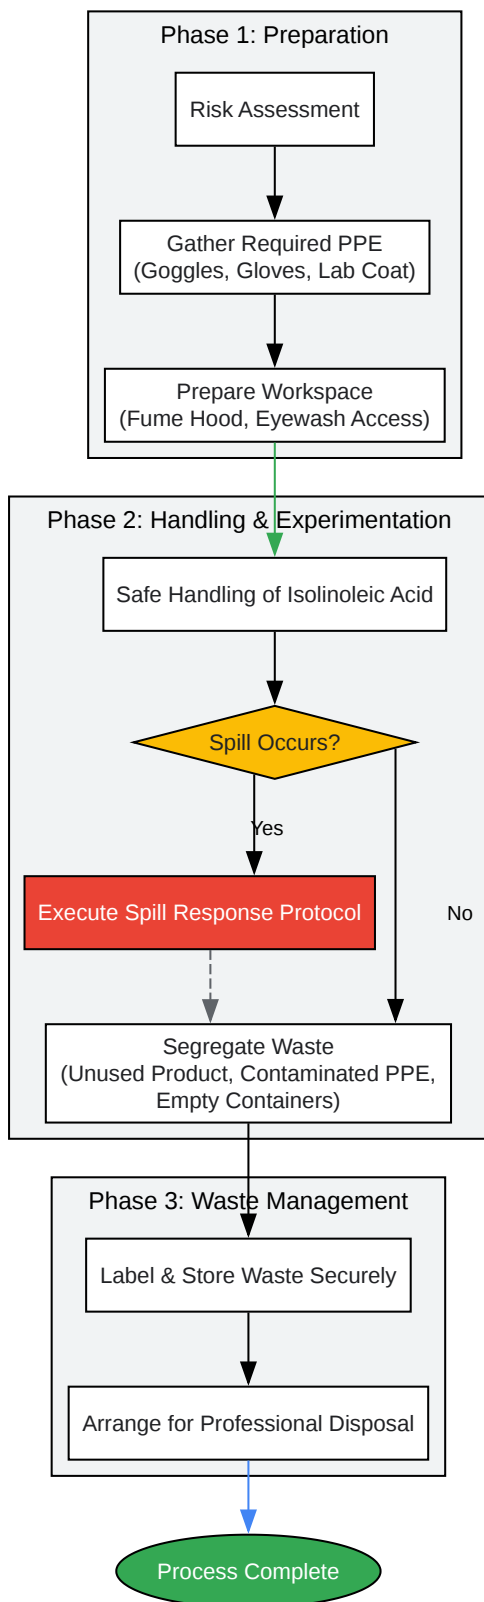 Phase 1: Preparation
Risk Assessment
Gather Required PPE
(Goggles, Gloves, Lab Coat)
Prepare Workspace
(Fume Hood, Eyewash Access)
Phase 2: Handling & Experimentation
Safe Handling of Isolinoleic Acid
Spill Occurs?
Yes
Execute Spill Response Protocol
No
Segregate Waste
(Unused Product, Contaminated PPE,
Empty Containers)
Phase 3: Waste Management
Label & Store Waste Securely
Arrange for Professional Disposal
Process Complete